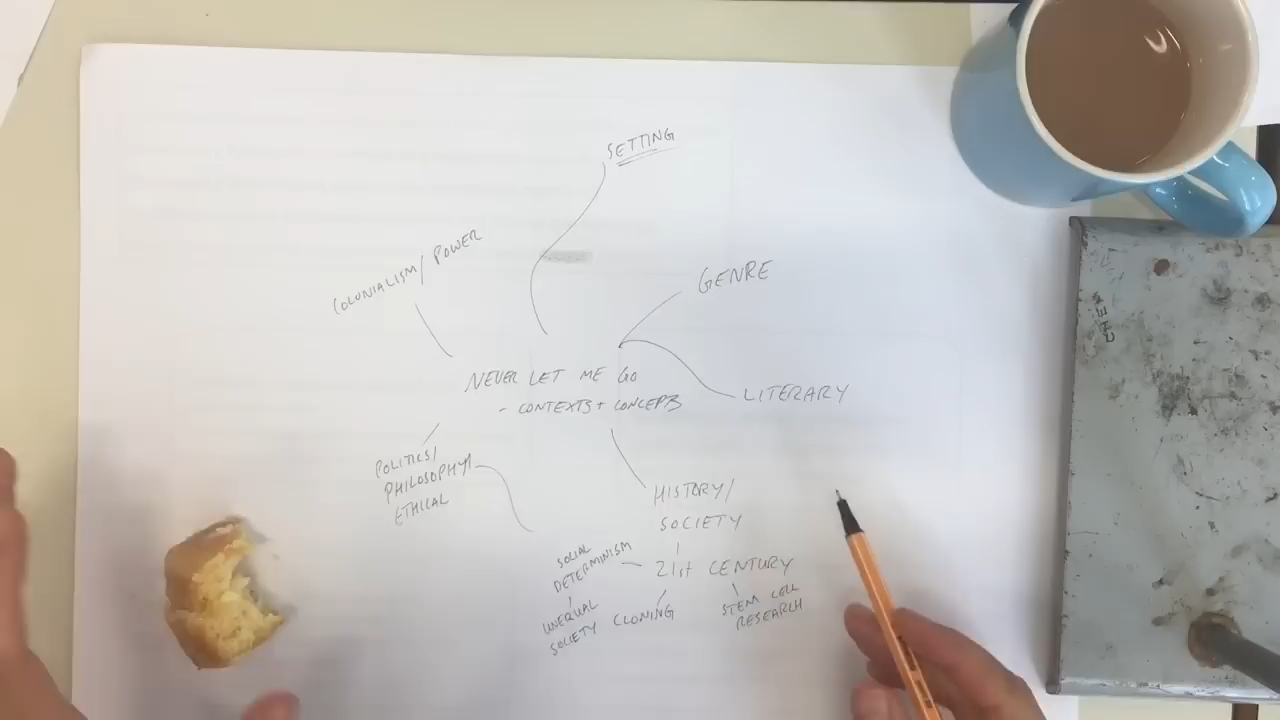 SETTING
COLONIALISM/ POWER
GENRE
NEVER LET ME GO
- CONTEXTS + CONCEPTS
LITERARY
POLITICS/
PHILOSOPHY/
ETHICAL
HISTORY/
SOCIETY
SOCIAL
DETERMINISM
21st CENTURY
UNEQUAL
SOCIETY
CLONING
STEM CELL
RESEARCH
CHEM